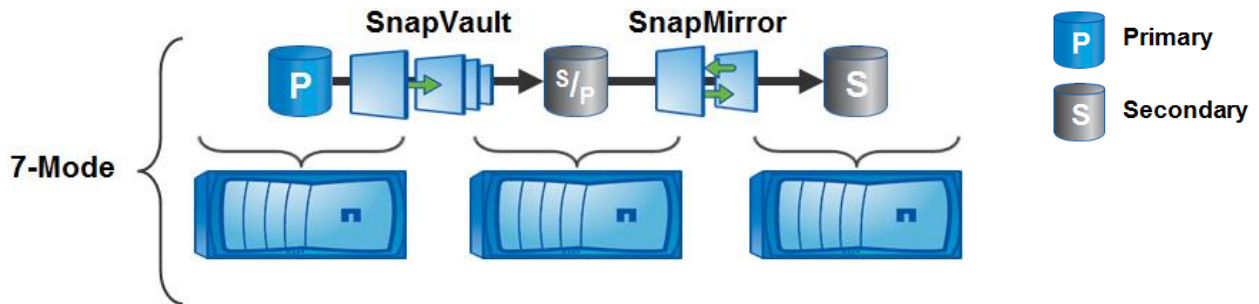 SnapVault
SnapMirror
P
Primary
P
S/P
S
S
Secondary
7-Mode